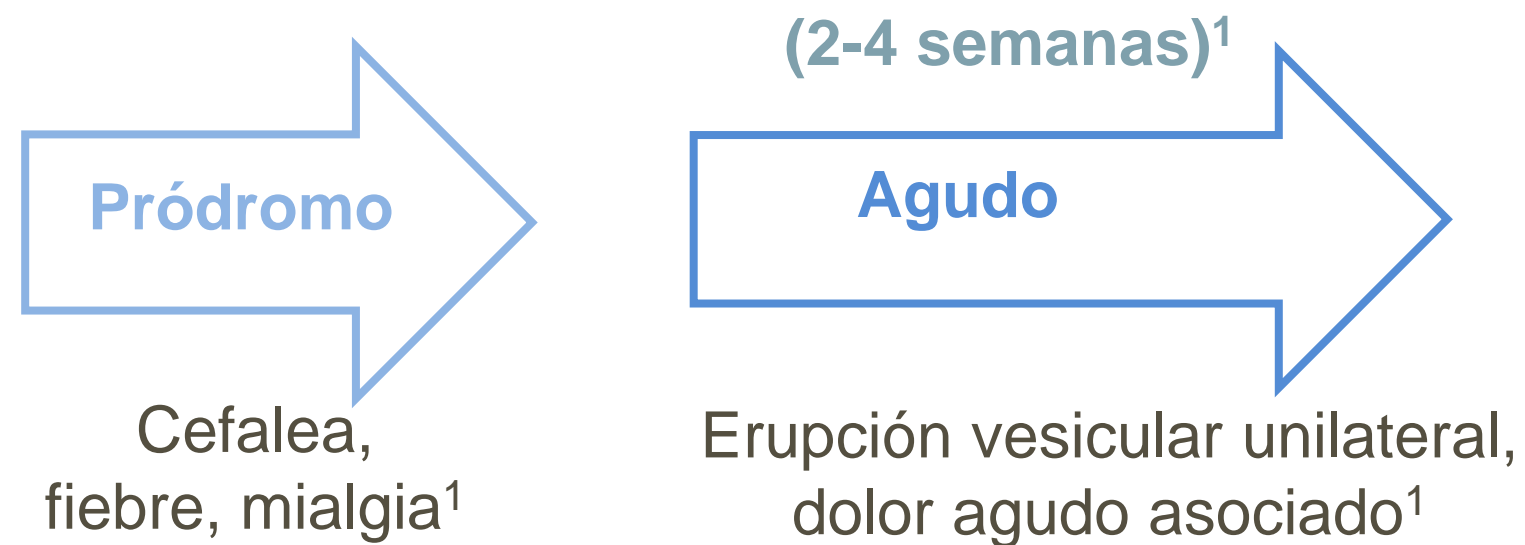 (2-4 semanas)¹
Pródromo
Agudo
Cefalea,
fiebre, mialgia¹
Erupción vesicular unilateral,
dolor agudo asociado¹